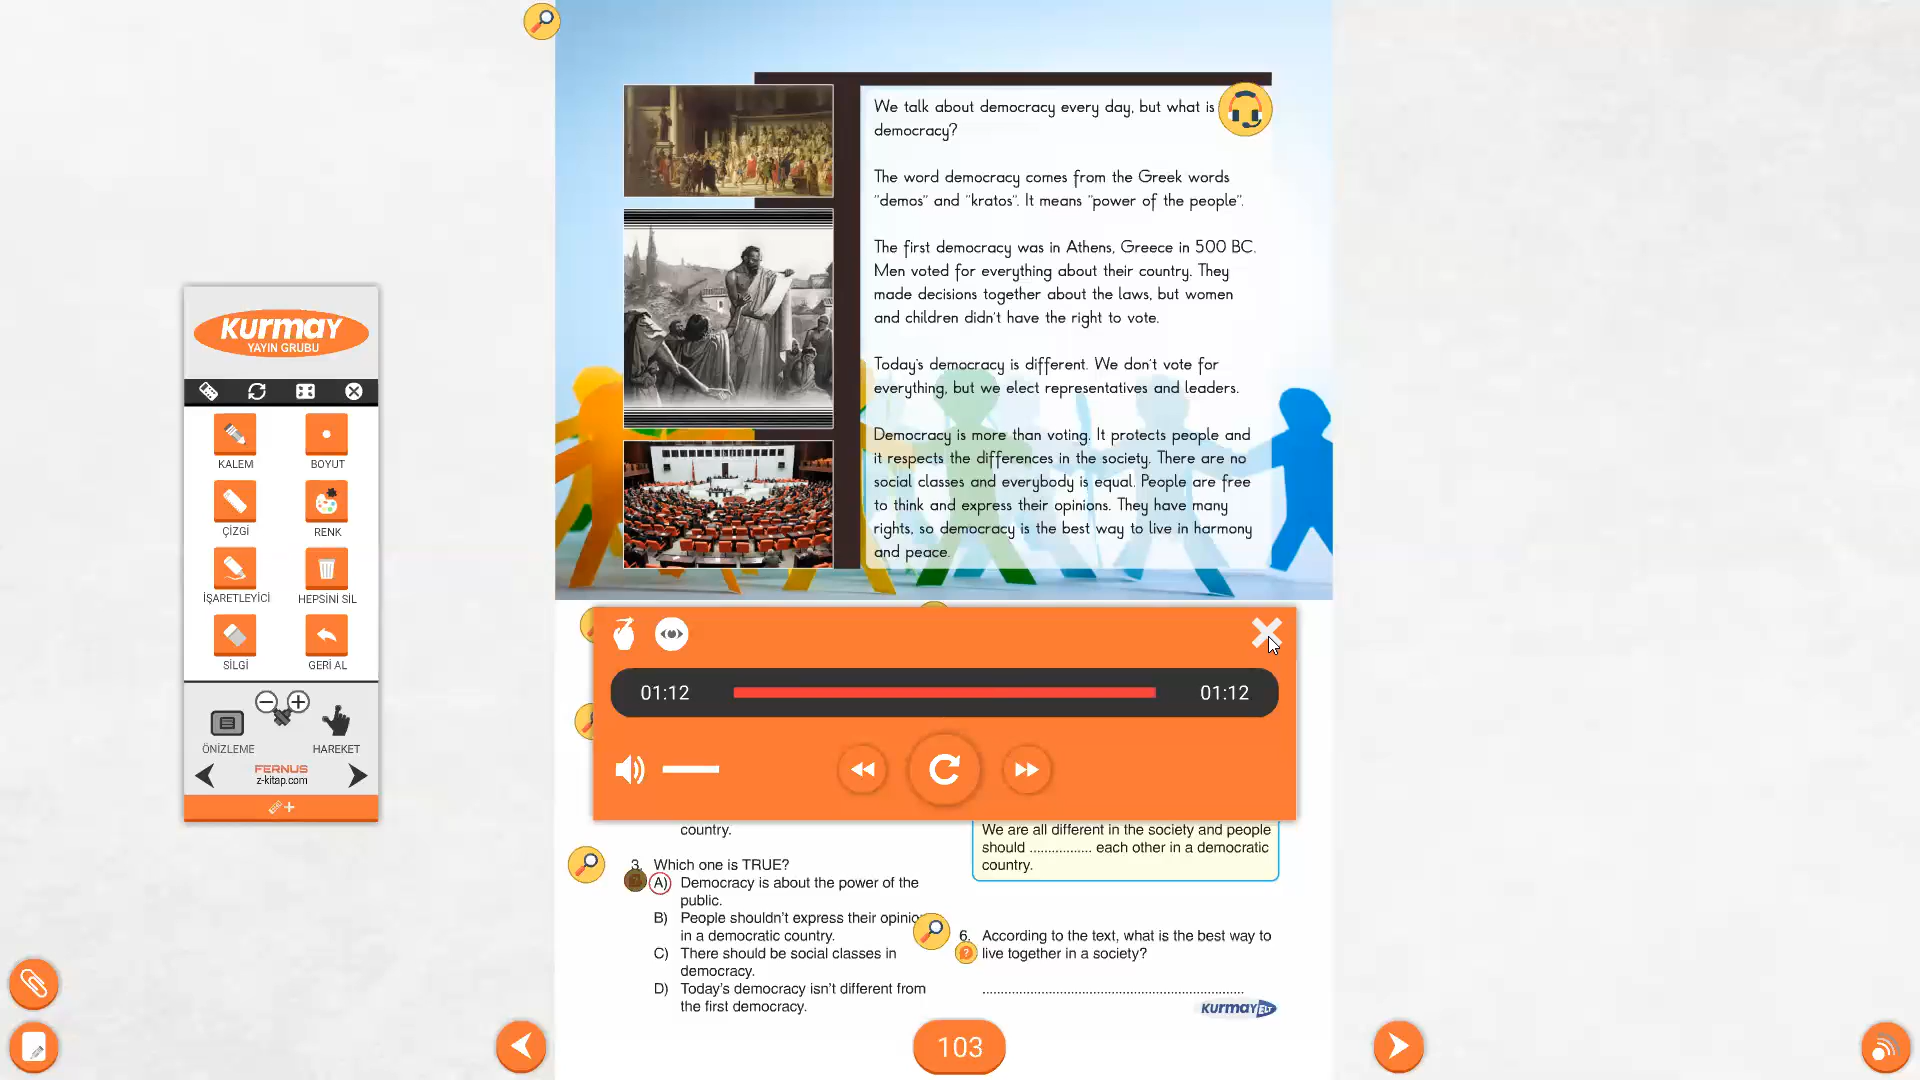 We talk about democracy every day, but what is
democracy?
The word democracy comes from the Greek words
"demos" and "kratos". It means "power of the people".
The first democracy was in Athens, Greece in 500 BC.
Men voted for everything about their country. They
made decisions together about the laws, but women
and children didn't have the right to vote.
Today's democracy is different. We don't vote for
everything, but we elect representatives and leaders.
Democracy is more than voting. It protects people and
it respects the differences in the society. There are no
social classes and everybody is equal. People are free
to think and express their opinions. They have many
rights, so democracy is the best way to live in harmony
and peace.
KURMAY
YAYIN GRUBU
KALEM
BOYUT
ÇİZGİ
RENK
İŞARETLEYİCİ
HEPSİNİ SİL
SİLGİ
GERİ AL
ÖNİZLEME
HAREKET
FERNUS
z-kitap.com
01:12
01:12
country.
3. Which one is TRUE?
A) Democracy is about the power of the
public.
B) People shouldn't express their
in a democratic country.
C) There should be social classes in
democracy.
D) Today's democracy isn't different from
the first democracy.
We are all different in the society and people
should ................. each other in a democratic
country.
6. According to the text, what is the best way to
live together in a society?
......................................................................
KURMAY ELT
103